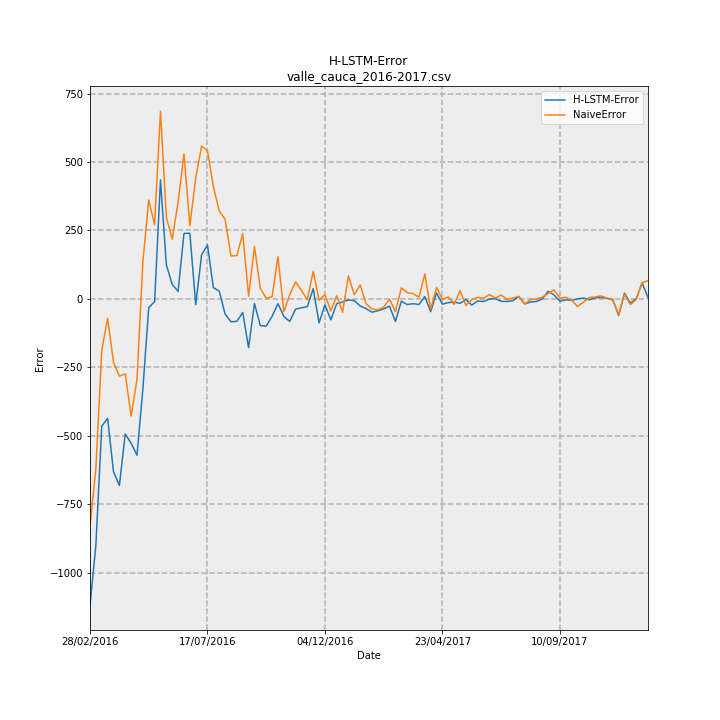 H-LSTM-Error
valle_cauca_2016-2017.csv
H-LSTM-Error
NaiveError
750
500
250
0
−250
−500
−750
−1000
Error
28/02/2016
17/07/2016
04/12/2016
23/04/2017
10/09/2017
Date